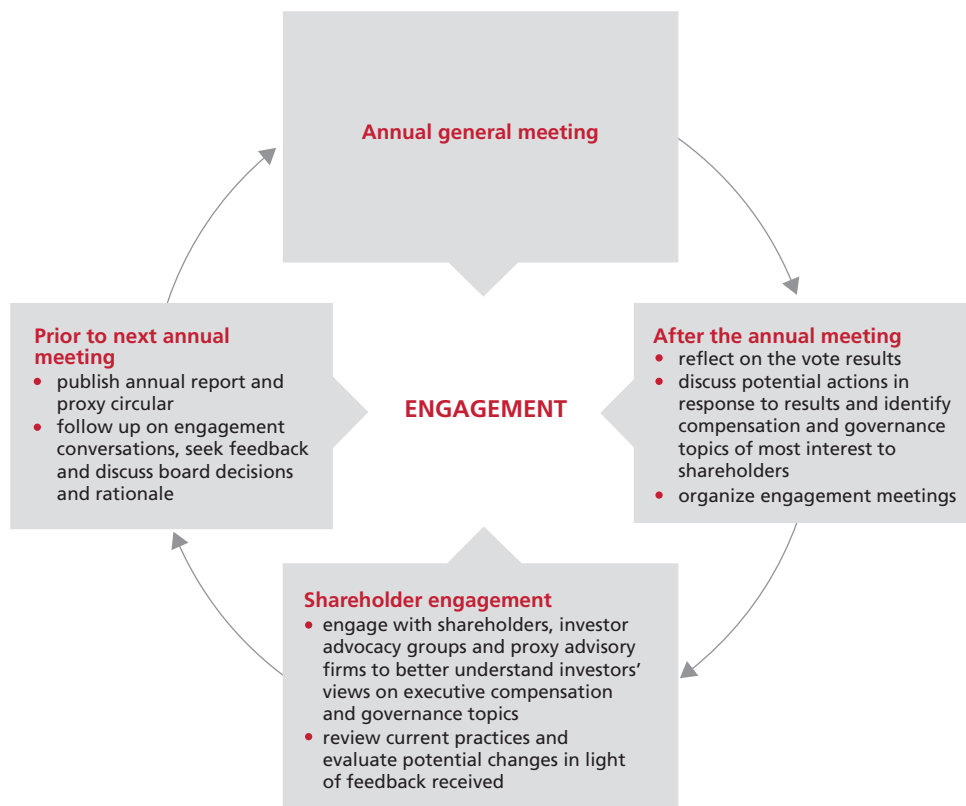 Annual general meeting
Prior to next annual
meeting
• publish annual report and
proxy circular
• follow up on engagement
conversations, seek feedback
and discuss board decisions
and rationale
ENGAGEMENT
After the annual meeting
• reflect on the vote results
• discuss potential actions in
response to results and identify
compensation and governance
topics of most interest to
shareholders
• organize engagement meetings
Shareholder engagement
• engage with shareholders, investor
advocacy groups and proxy advisory
firms to better understand investors’
views on executive compensation
and governance topics
• review current practices and
evaluate potential changes in light
of feedback received